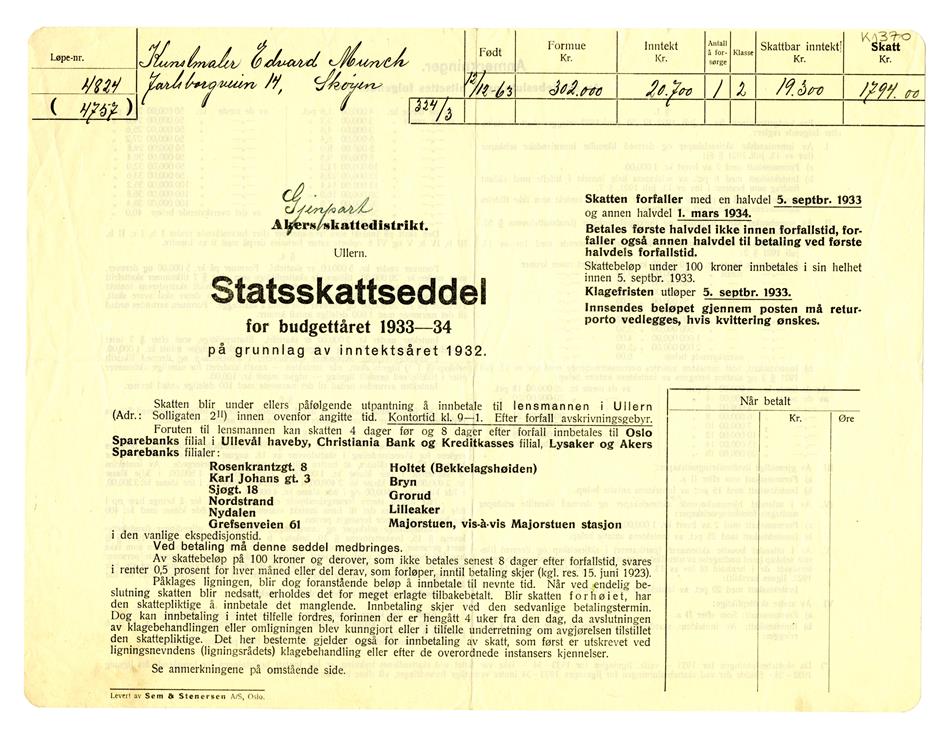 K1370
Løpe-nr. Født Formue Kr. Inntekt Kr. Antall å forsørge Klasse Skattbar inntekt Kr. Skatt Kr.
Kunstmaler Edvard Munch
4824 Jarlsborgveien 14, Skøyen 12/12-63 302.000 20.700 1 2 19.300 1794.00
( 4757 ) 324/3
Gjenpart
Akers skattedistrikt.
Ullern.
Statsskattseddel
for budgettåret 1933—34
på grunnlag av inntektsåret 1932.
Skatten forfaller med en halvdel 5. septbr. 1933
og annen halvdel 1. mars 1934.
Betales første halvdel ikke innen forfallstid, for-
faller også annen halvdel til betaling ved første
halvdels forfallstid.
Skattebeløp under 100 kroner innbetales i sin helhet
innen 5. septbr. 1933.
Klagefristen utløper 5. septbr. 1933.
Innsendes beløpet gjennem posten må retur-
porto vedlegges, hvis kvittering ønskes.
Skatten blir under ellers påfølgende utpantning å innbetale til lensmannen i Ullern
(Adr.: Solligaten 2II) innen ovenfor angitte tid. Kontortid kl. 9—1. Efter forfall avskrivningsgebyr.
Foruten til lensmannen kan skatten 4 dager før og 8 dager efter forfall innbetales til Oslo
Sparebanks filial i Ullevål haveby, Christiania Bank og Kreditkasses filial, Lysaker og Akers
Sparebanks filialer:
Rosenkrantzgt. 8 Holtet (Bekkelagshøiden)
Karl Johans gt. 3 Bryn
Sjøgt. 18 Grorud
Nordstrand Lilleaker
Nydalen Majorstuen, vis-à-vis Majorstuen stasjon
Grefsenveien 61
i den vanlige ekspedisjonstid.
Ved betaling må denne seddel medbringes.
Av skattebeløp på 100 kroner og derover, som ikke betales senest 8 dager efter forfallstid, svares
i renter 0,5 prosent for hver måned eller del derav, som forløper, inntil betaling skjer (kgl. res. 15. juni 1923).
Påklages ligningen, blir dog foranstående beløp å innbetale til nevnte tid. Når ved endelig be-
slutning skatten blir nedsatt, erholdes det for meget erlagte tilbakebetalt. Blir skatten forhøiet, har
den skattepliktige å innbetale det manglende. Innbetaling skjer ved den sedvanlige betalingstermin.
Dog kan innbetaling i intet tilfelle fordres, forinnen der er hengått 4 uker fra den dag, da avslutningen
av klagebehandlingen eller omligningen blev kunngjort eller i tilfelle underretning om avgjørelsen tilstillet
den skattepliktige. Det her bestemte gjelder også for innbetaling av skatt, som først er utskrevet ved
ligningsnevndens (ligningsrådets) klagebehandling eller efter de overordnede instansers kjennelser.
Se anmerkningene på omstående side.
Når betalt
Kr. Øre
Levert av Sem & Stenersen A/S, Oslo.